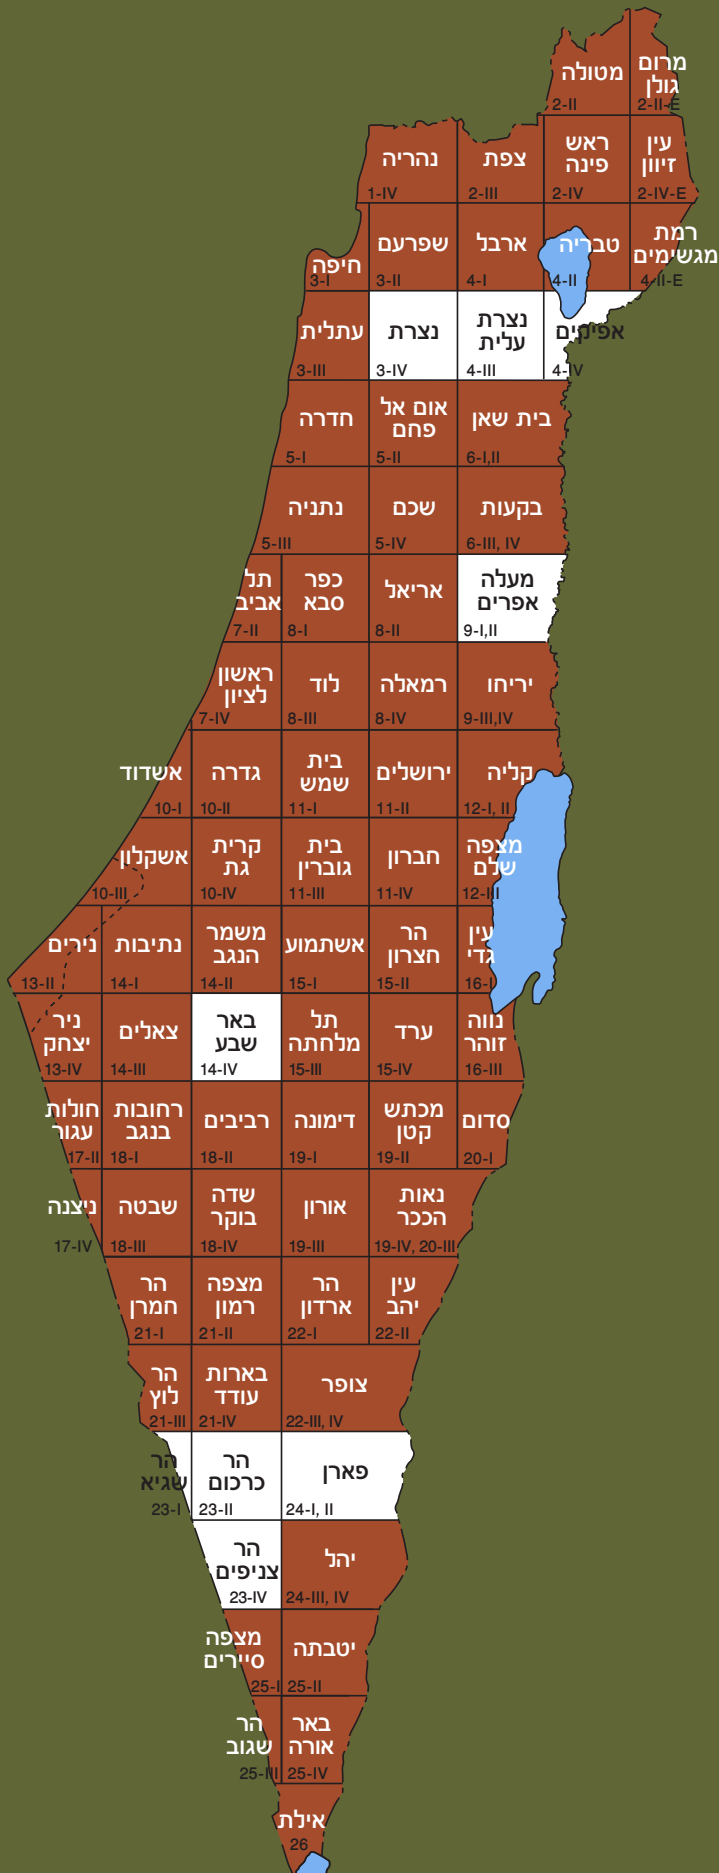 מטולה
2-II
מרום
גולן
2-II-E
נהריה
1-IV
צפת
2-III
ראש
פינה
2-IV
עין
זיוון
2-IV-E
חיפה
3-I
שפרעם
3-II
ארבל
4-I
טבריה
4-II
רמת
מגשימים
4-II-E
עתלית
3-III
נצרת
3-IV
נצרת
עלית
4-III
אפיקים
4-IV
חדרה
5-I
אום אל
פחם
5-II
בית שאן
6-I,II
נתניה
5-III
שכם
5-IV
בקעות
6-III, IV
תל
אביב
7-II
כפר
סבא
8-I
אריאל
8-II
מעלה
אפרים
9-I,II
ראשון
לציון
7-IV
לוד
8-III
רמאלה
8-IV
יריחו
9-III,IV
אשדוד
10-I
גדרה
10-II
בית
שמש
11-I
ירושלים
11-II
קליה
12-I, II
אשקלון
10-III
קרית
גת
10-IV
בית
גוברין
11-III
חברון
11-IV
מצפה
שלם
12-III
נירים
13-II
נתיבות
14-I
משמר
הנגב
14-II
אשתמוע
15-I
הר
חצרון
15-II
עין
גדי
16-I
ניר
יצחק
13-IV
צאלים
14-III
באר
שבע
14-IV
תל
מלחתה
15-III
ערד
15-IV
נווה
זוהר
16-III
חולות
עגור
17-II
רחובות
בנגב
18-I
רביבים
18-II
דימונה
19-I
מכתש
קטן
19-II
סדום
20-I
ניצנה
17-IV
שבטה
18-III
שדה
בוקר
18-IV
אורון
19-III
נאות
הככר
19-IV, 20-III
הר
חמרן
21-I
מצפה
רמון
21-II
הר
ארדון
22-I
עין
יהב
22-II
הר
לוץ
21-III
בארות
עודד
21-IV
צופר
22-III, IV
הר
שגיא
23-I
הר
כרכום
23-II
פארן
24-I, II
הר
צניפים
23-IV
יהל
24-III, IV
מצפה
סיירים
25-I
יטבתה
25-II
הר
שגוב
25-III
באר
אורה
25-IV
אילת
26